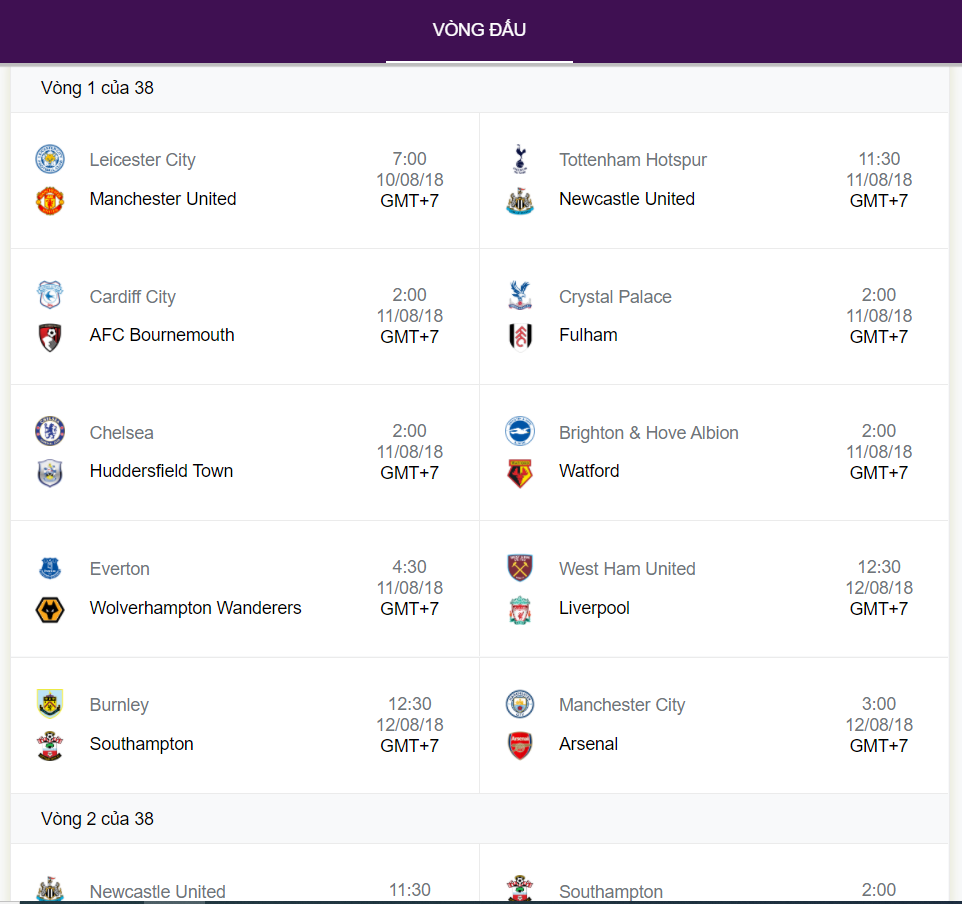 VÒNG ĐẤU
Vòng 1 của 38
Leicester City
7:00
10/08/18
Manchester United
GMT+7
Tottenham Hotspur
11:30
11/08/18
Newcastle United
GMT+7
Cardiff City
2:00
11/08/18
AFC Bournemouth
GMT+7
Crystal Palace
2:00
11/08/18
Fulham
GMT+7
Chelsea
2:00
11/08/18
Huddersfield Town
GMT+7
Brighton & Hove Albion
2:00
11/08/18
Watford
GMT+7
Everton
4:30
11/08/18
Wolverhampton Wanderers
GMT+7
West Ham United
12:30
12/08/18
Liverpool
GMT+7
Burnley
12:30
12/08/18
Southampton
GMT+7
Manchester City
3:00
12/08/18
Arsenal
GMT+7
Vòng 2 của 38
Newcastle United
11:30
Southampton
2:00